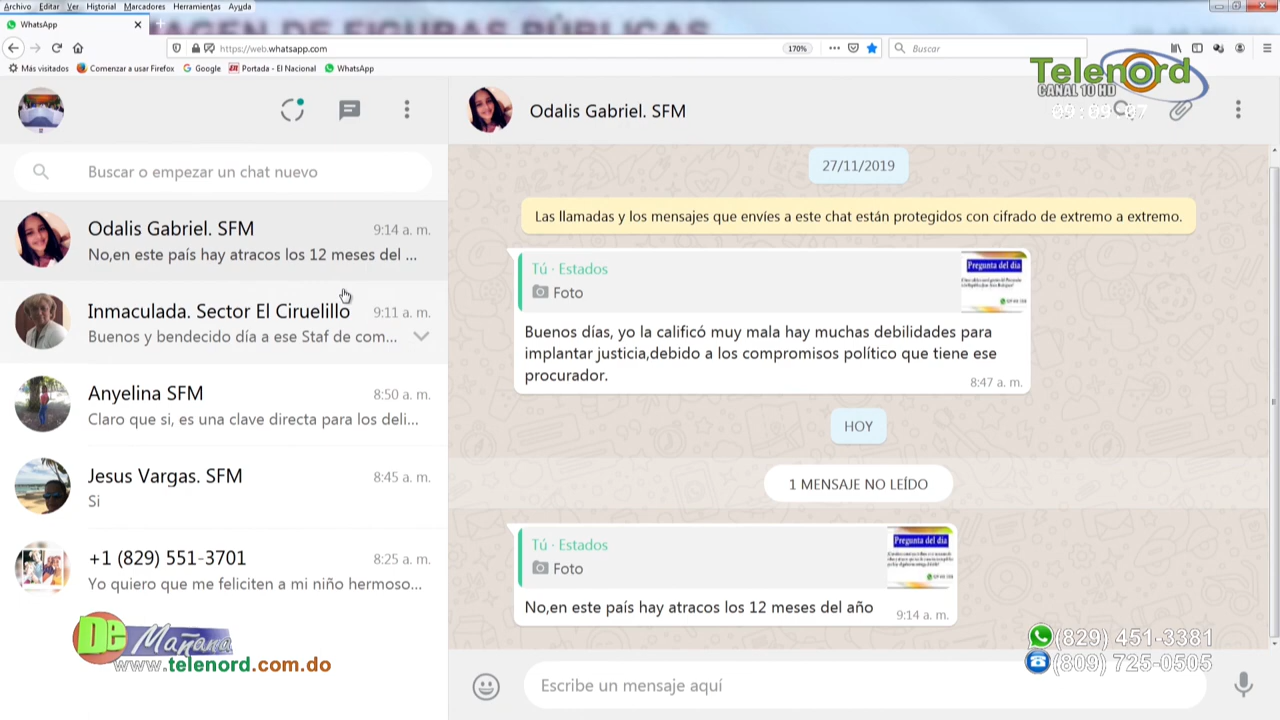 IMAGEN DE FIGURAS PÚBLICAS
Archivo Editar Ver Historial Marcadores Herramientas Ayuda
WhatsApp
https://web.whatsapp.com
170%
Buscar
Más visitados Comenzar a usar Firefox Google Portada - El Nacional WhatsApp
Telenord
CANAL 10 HD
Odalis Gabriel. SFM
Buscar o empezar un chat nuevo
Odalis Gabriel. SFM 9:14 a. m.
No,en este país hay atracos los 12 meses del ...
Inmaculada. Sector El Ciruelillo 9:11 a. m.
Buenos y bendecido día a ese Staf de com...
Anyelina SFM 8:50 a. m.
Claro que si, es una clave directa para los deli...
Jesus Vargas. SFM 8:45 a. m.
Si
+1 (829) 551-3701 8:25 a. m.
Yo quiero que me feliciten a mi niño hermoso...
27/11/2019
Las llamadas y los mensajes que envíes a este chat están protegidos con cifrado de extremo a extremo.
Tú · Estados
Foto
Pregunta del dia
Buenos días, yo la calificó muy mala hay muchas debilidades para
implantar justicia,debido a los compromisos político que tiene ese
procurador.
8:47 a. m.
HOY
1 MENSAJE NO LEÍDO
Tú · Estados
Foto
Pregunta del dia
No,en este país hay atracos los 12 meses del año
9:14 a. m.
Escribe un mensaje aquí
De Mañana
www.telenord.com.do
(829) 451-3381
(809) 725-0505